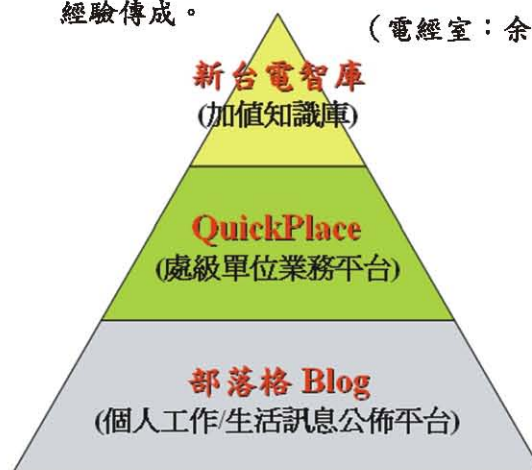 經驗傳成。
(電經室：余
新台電智庫
(加值知識庫)
QuickPlace
(處級單位業務平台)
部落格 Blog
(個人工作/生活訊息公佈平台)